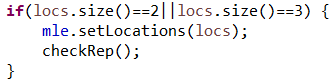 if(locs.size()==2||locs.size()==3) {
mle.setLocations(locs);
checkRep();
}